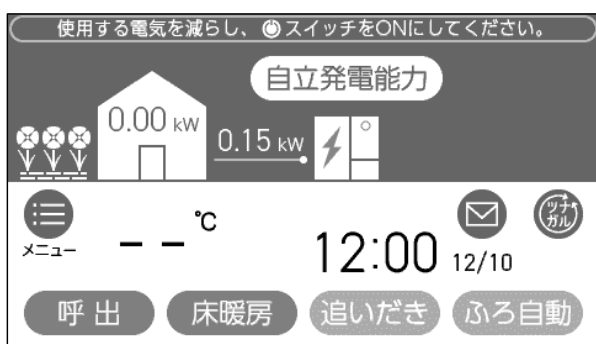 使用する電気を減らし、スイッチをONにしてください。
自立発電能力
0.00 kW
0.15 kW
℃
メニュー
ツナガル
-- 
12:00
12/10
呼出
床暖房
追いだき
ふろ自動